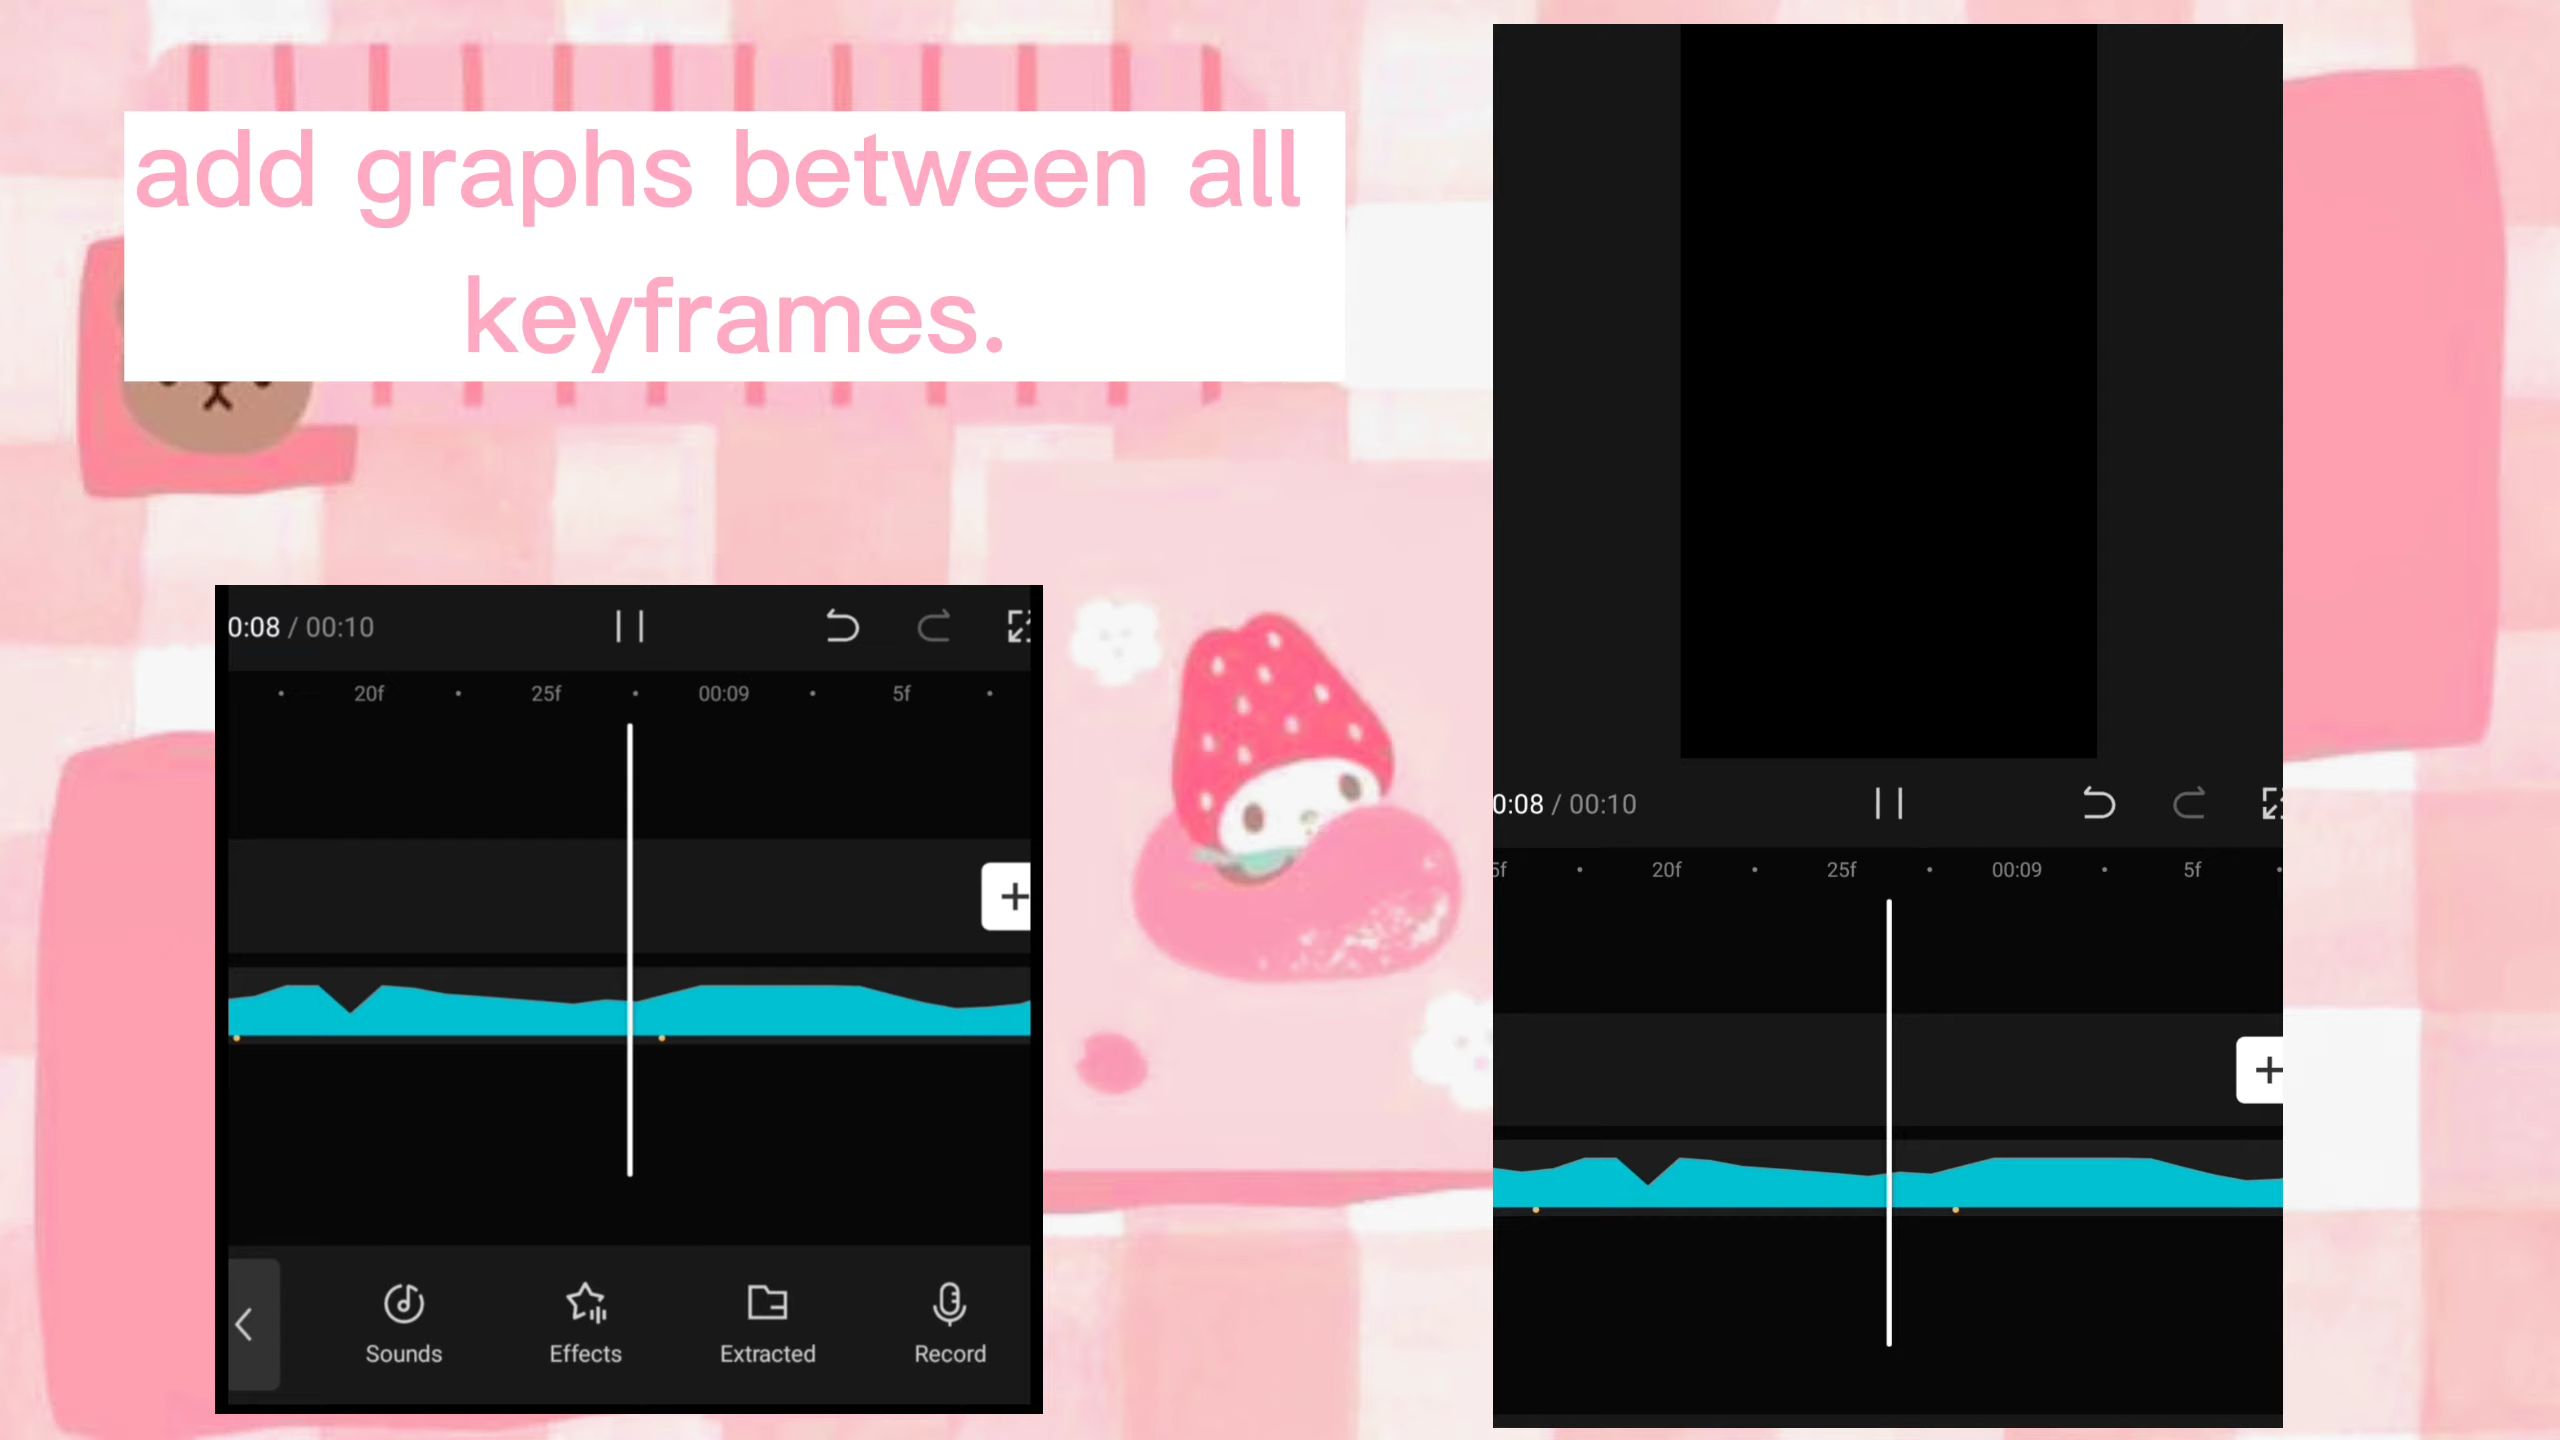 add graphs between all
keyframes.
0:08 / 00:10
20f 25f 00:09 5f
Sounds Effects Extracted Record
0:08 / 00:10
5f 20f 25f 00:09 5f